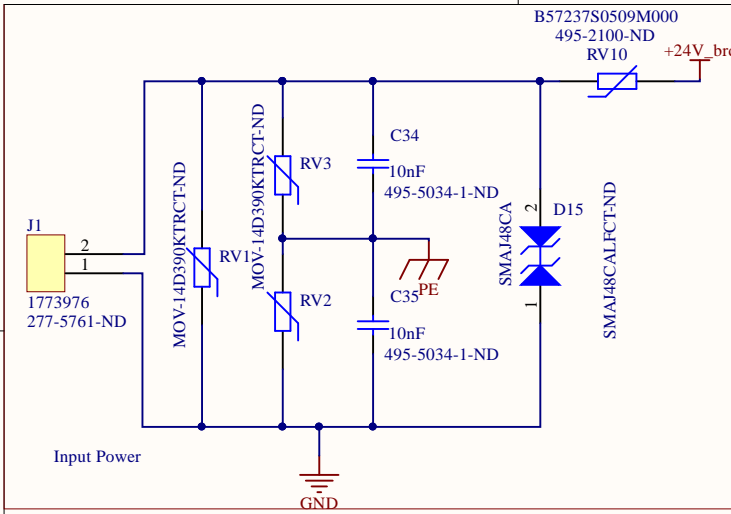 B57237S0509M000
495-2100-ND
RV10
+24V_bro
C34
10nF
495-5034-1-ND
RV3
MOV-14D390KTRCT-ND
MOV-14D390KTRCT-ND
RV1
RV2
J1
2
1
1773976
277-5761-ND
PE
C35
10nF
495-5034-1-ND
SMAJ48CA
2
D15
1
SMAJ48CALFCT-ND
Input Power
GND